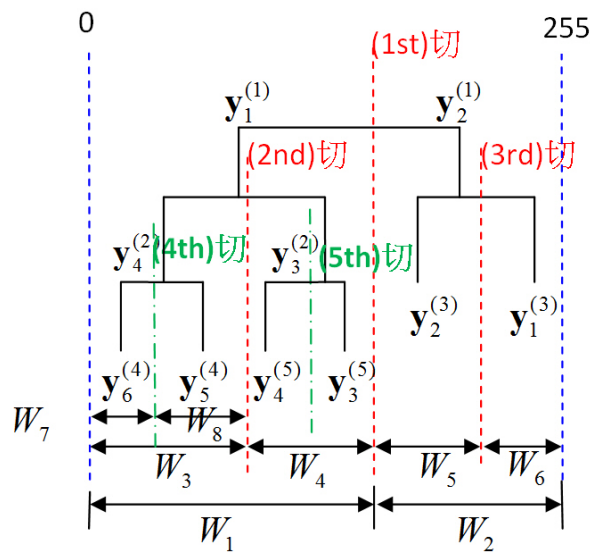 0
255
(1st)切
y₁⁽¹⁾
y₂⁽¹⁾
(2nd)切
(3rd)切
y₄⁽²
(4th)切
y₃⁽²⁾
(5th)切
y₂⁽³⁾
y₁⁽³⁾
y₆⁽⁴⁾
y₅⁽⁴⁾
y₄⁽⁵⁾
y₃⁽⁵⁾
W₇
W₈
W₃
W₄
W₅
W₆
W₁
W₂